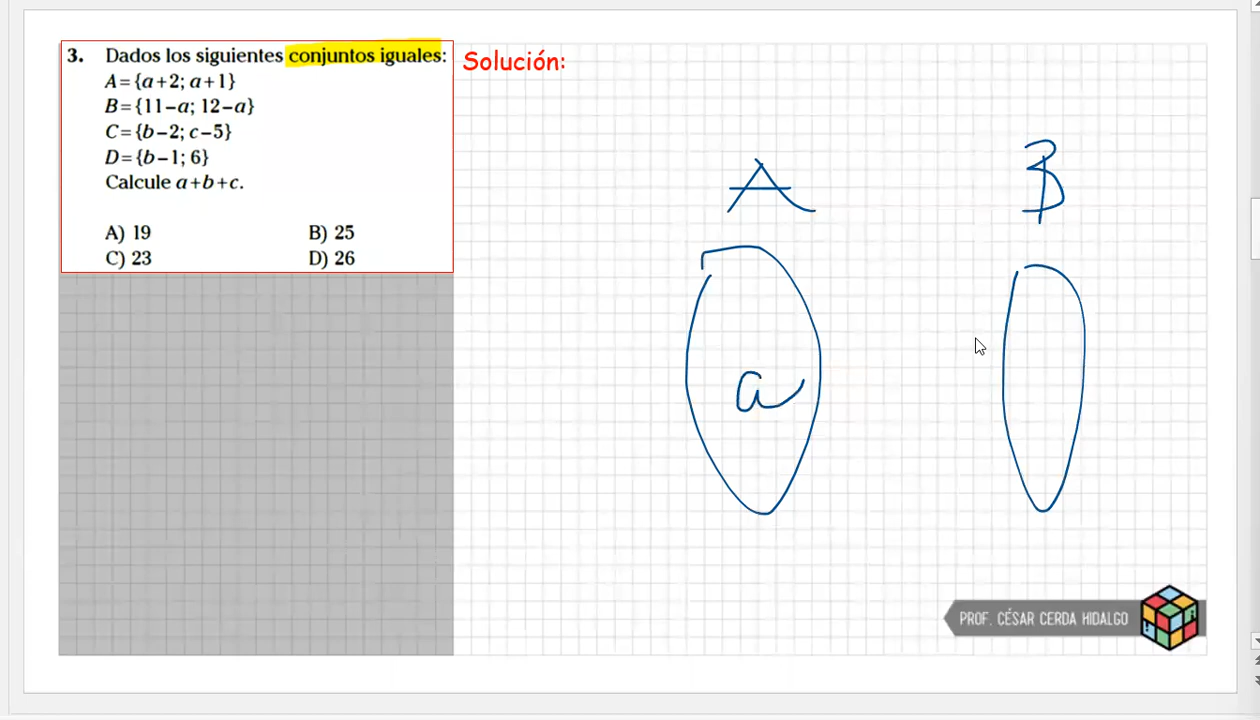 3. Dados los siguientes conjuntos iguales:
A={a+2; a+1}
B={11−a; 12−a}
C={b−2; c−5}
D={b−1; 6}
Calcule a+b+c.
A) 19 B) 25
C) 23 D) 26
Solución:
A B
a
PROF. CÉSAR CERDA HIDALGO